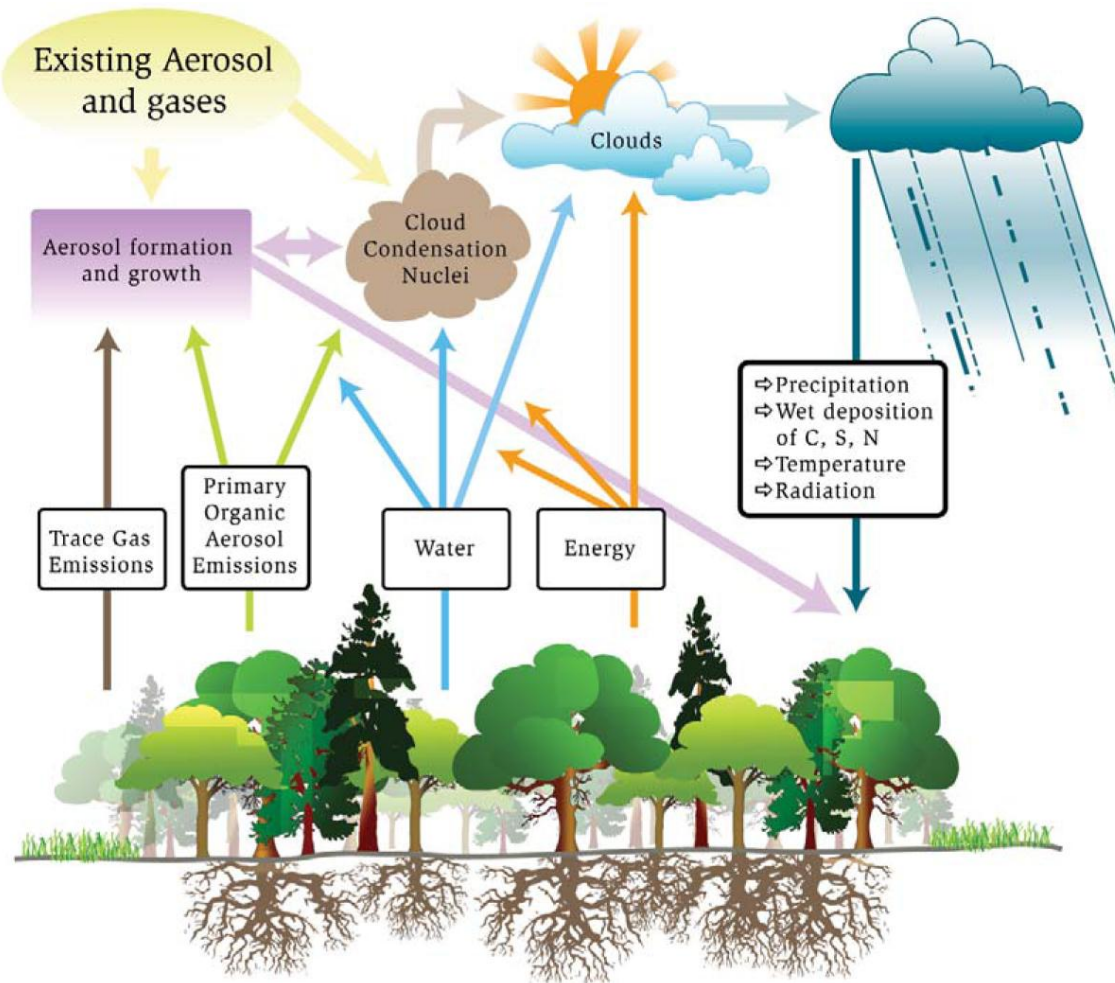 Existing Aerosol
and gases
Clouds
Aerosol formation
and growth
Cloud
Condensation
Nuclei
⇨Precipitation
⇨Wet deposition
of C, S, N
⇨Temperature
⇨Radiation
Trace Gas
Emissions
Primary
Organic
Aerosol
Emissions
Water
Energy